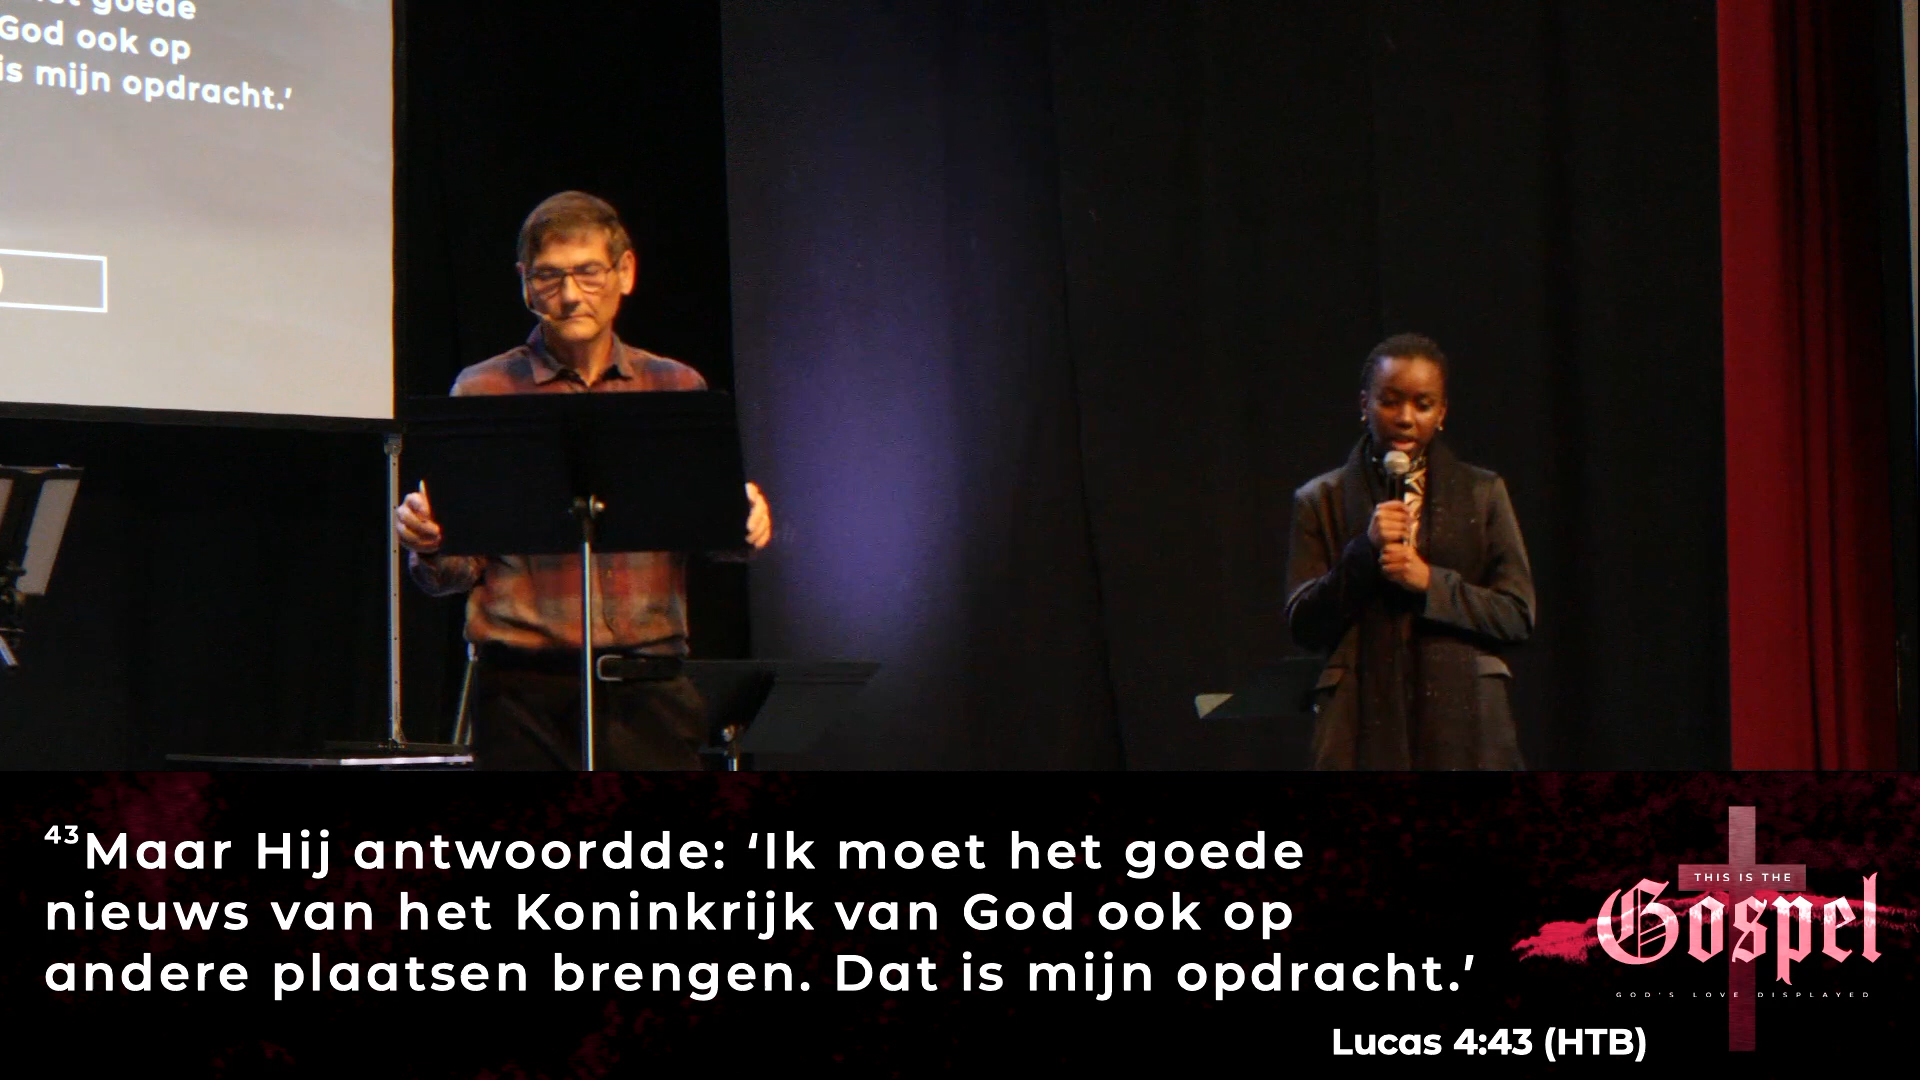 goede
God ook op
is mijn opdracht.’
⁴³Maar Hij antwoordde: ‘Ik moet het goede
nieuws van het Koninkrijk van God ook op
andere plaatsen brengen. Dat is mijn opdracht.’
Lucas 4:43 (HTB)
THIS IS THE
Gospel
GOD'S LOVE DISPLAYED